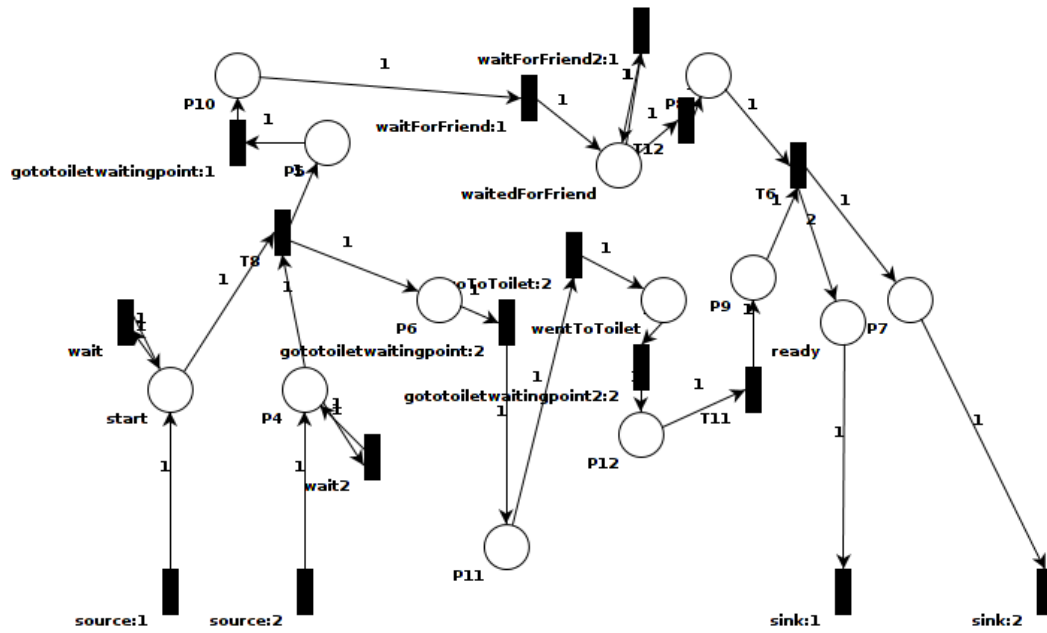 1
waitForFriend2:1
1
P10
1
1
P8
1
1
waitForFriend:1
T12
gototoiletwaitingpoint:1
P5
1
waitedForFriend
T6
1
1
2
1
1
T8
1
1
1
oToToilet:2
1
P6
wentToToilet
P9
1
P7
1
1
wait
gototoiletwaitingpoint:2
ready
1
1
gototoiletwaitingpoint2:2
1
start
P4
1
1
T11
1
1
1
P12
1
1
wait2
P11
source:1
source:2
sink:1
sink:2